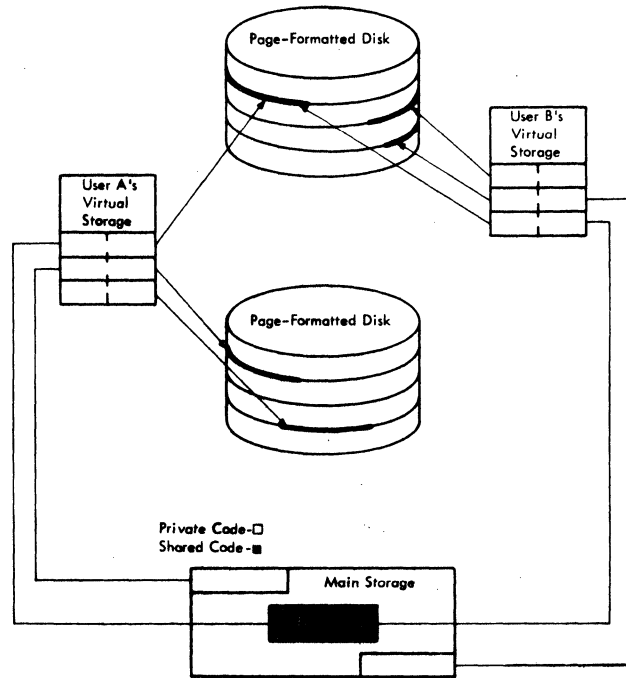 Page-Formatted Disk
User B's
Virtual
Storage
User A's
Virtual
Storage
Page-Formatted Disk
Private Code-□
Shared Code-■
Main Storage